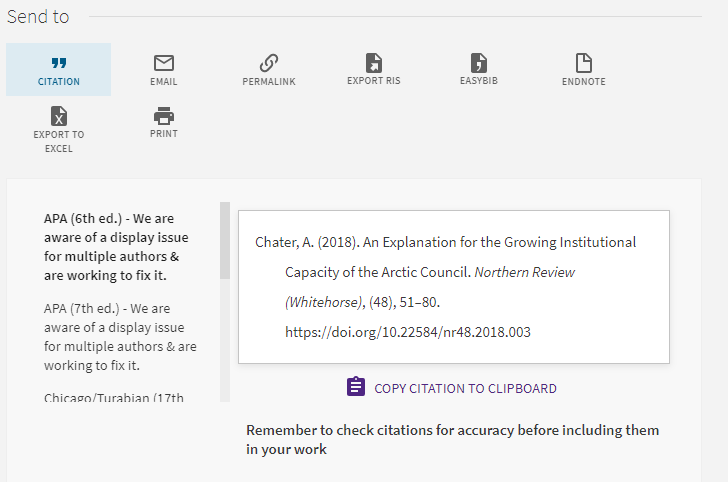 Send to
CITATION
EMAIL
PERMALINK
EXPORT RIS
EASYBIB
ENDNOTE
EXPORT TO
EXCEL
PRINT
APA (6th ed.) - We are
aware of a display issue
for multiple authors &
are working to fix it.
APA (7th ed.) - We are
aware of a display issue
for multiple authors & are
working to fix it.
Chicago/Turabian (17th
Chater, A. (2018). An Explanation for the Growing Institutional
Capacity of the Arctic Council. Northern Review
(Whitehorse), (48), 51–80.
https://doi.org/10.22584/nr48.2018.003
COPY CITATION TO CLIPBOARD
Remember to check citations for accuracy before including them
in your work